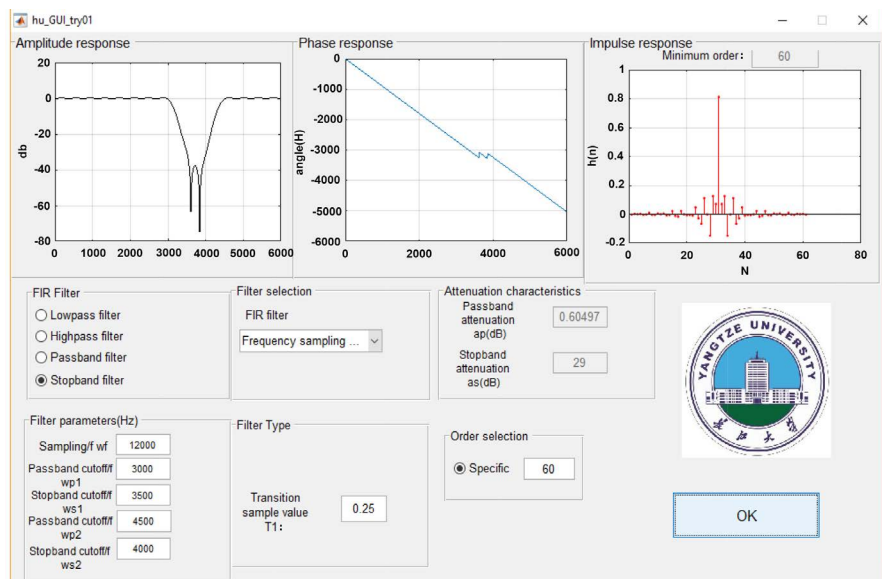 hu_GUI_try01
Amplitude response
20
0
-20
-40
-60
-80
db
0 1000 2000 3000 4000 5000 6000
Phase response
0
-1000
-2000
-3000
-4000
-5000
-6000
angle(H)
0 2000 4000 6000
Impulse response
Minimum order: 60
1
0.8
0.6
0.4
0.2
0
-0.2
h(n)
0 20 40 60 80
N
FIR Filter
Lowpass filter
Highpass filter
Passband filter
Stopband filter
Filter selection
FIR filter
Frequency sampling ...
Attenuation characteristics
Passband
attenuation
ap(dB)
0.60497
Stopband
attenuation
as(dB)
29
YANGTZE UNIVERSITY
长江大学
Filter parameters(Hz)
Sampling/f wf 12000
Passband cutoff/f
wp1
3000
Stopband cutoff/f
ws1
3500
Passband cutoff/f
wp2
4500
Stopband cutoff/f
ws2
4000
Filter Type
Transition
sample value
T1:
0.25
Order selection
Specific 60
OK